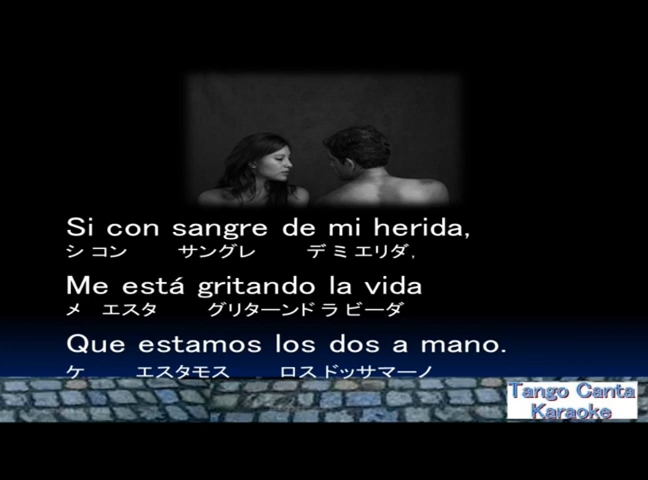 Si con sangre de mi herida,
シ コン サングレ デ ミ エリダ,
Me está gritando la vida
メ エスタ グリターンド ラ ビーダ
Que estamos los dos a mano.
ケ エスタモス ロス ドッサマーノ
Tango Canta
Karaoke